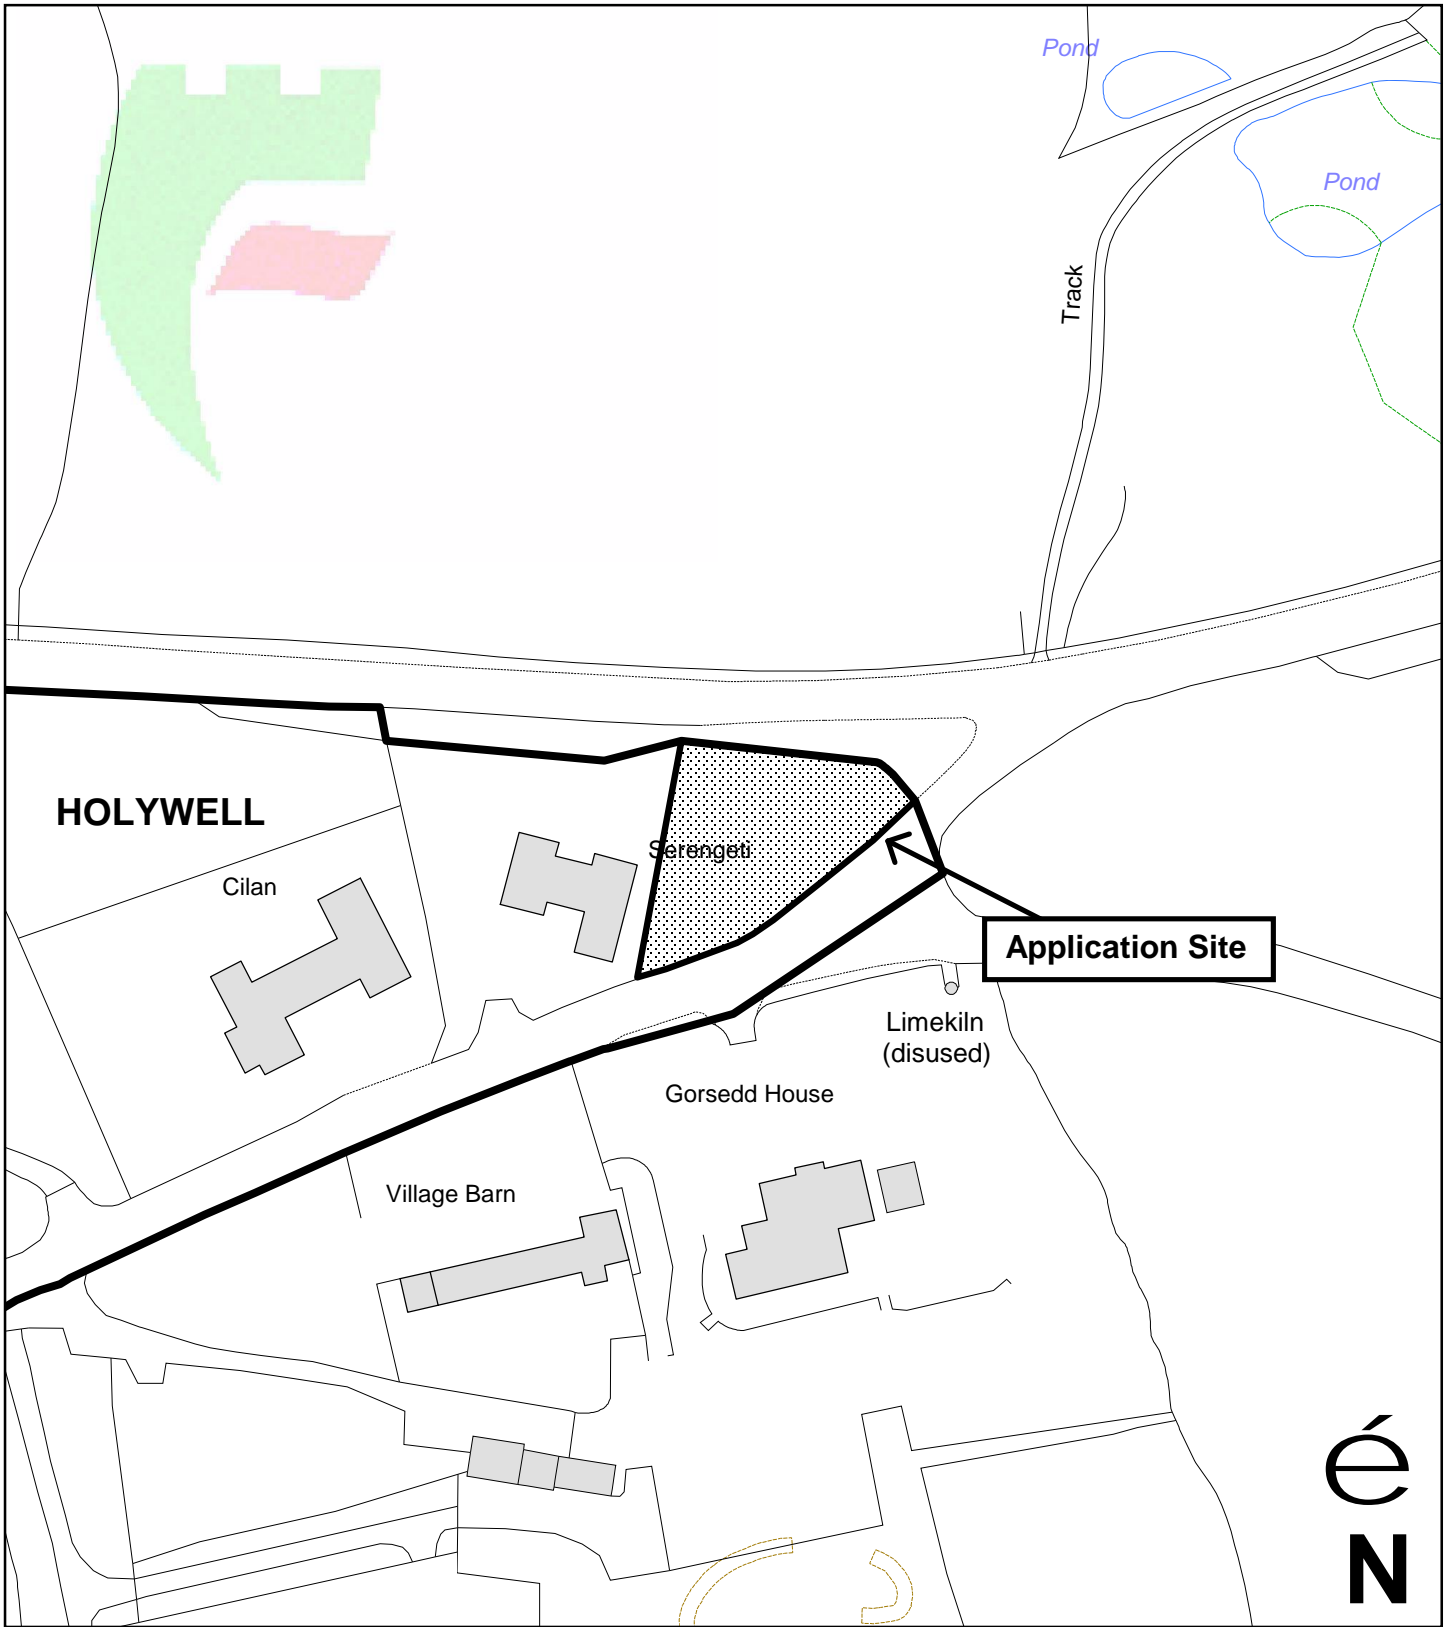 Pond
Pond
Track
HOLYWELL
Serengeti
Cilan
Application Site
Limekiln
(disused)
Gorsedd House
Village Barn
é
N